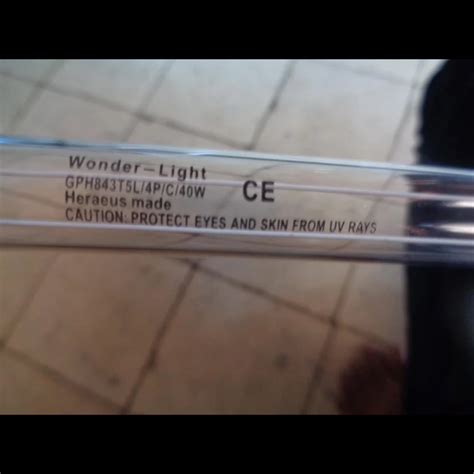 Wonder-Light
GPH843T5L/4P/C/40W
Heraeus made
CE
CAUTION: PROTECT EYES AND SKIN FROM UV RAYS